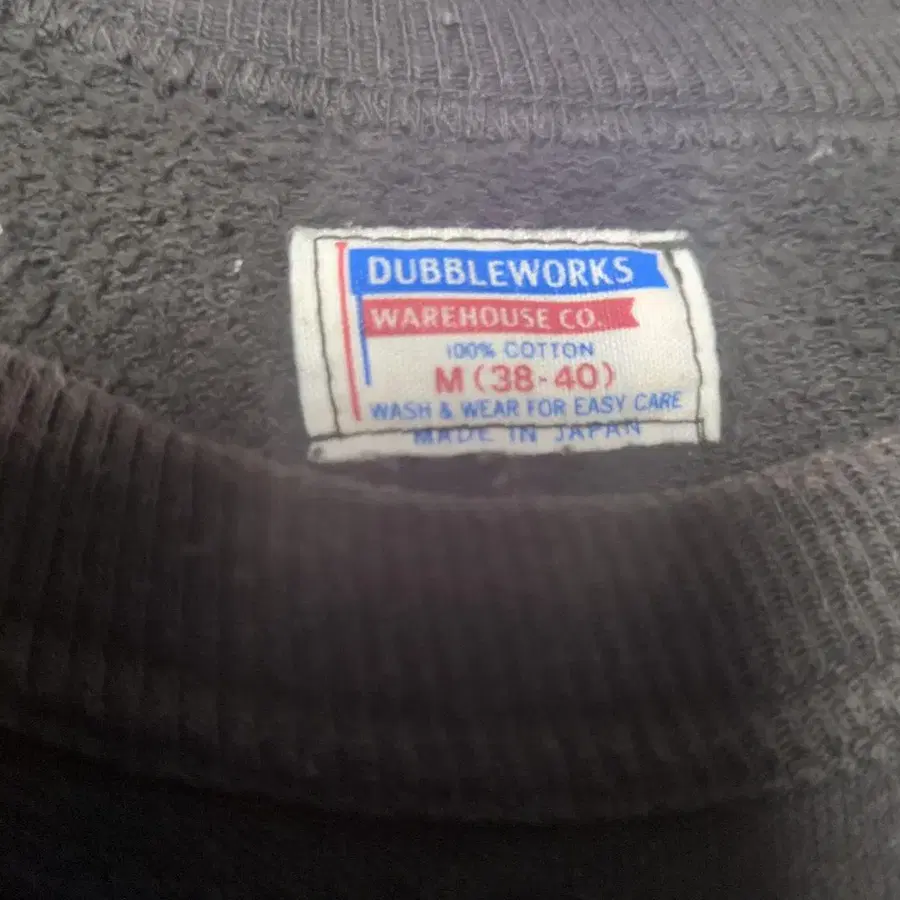 DUBBLEWORKS
WAREHOUSE CO.
100% COTTON
M (38-40)
WASH & WEAR FOR EASY CARE
MADE IN JAPAN